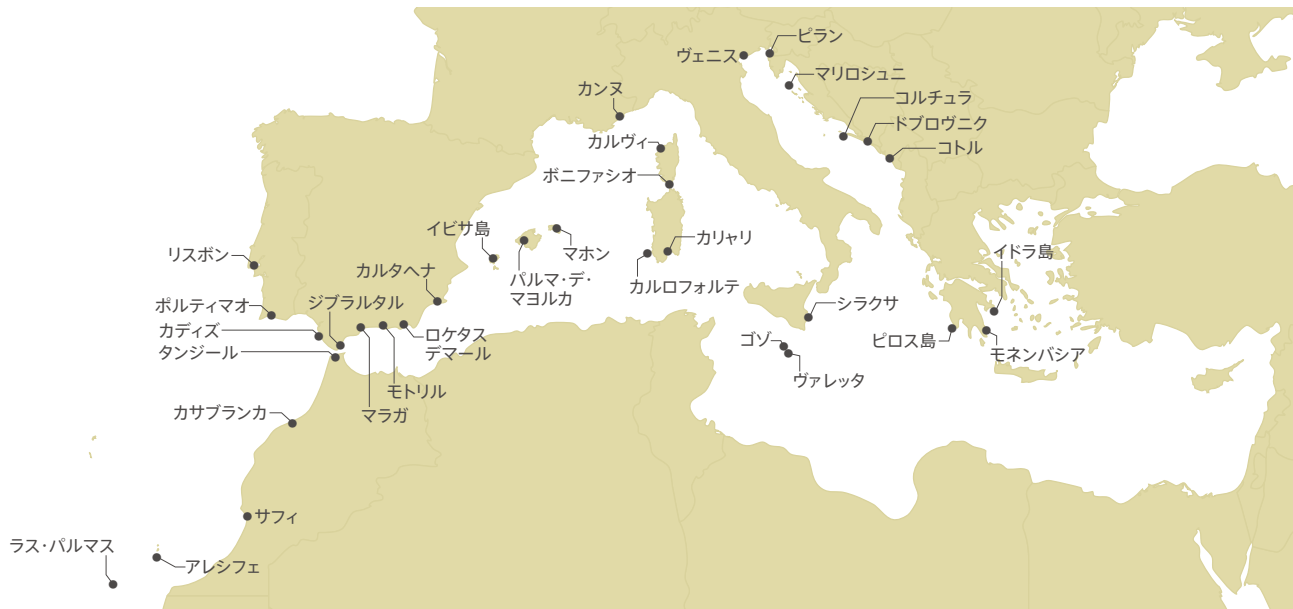 ピラン
ヴェニス
マリロシュニ
カンヌ
コルチュラ
ドブロヴニク
カルヴィ
コトル
ボニファシオ
イビサ島
マホン
カリャリ
イドラ島
リスボン
カルタヘナ
パルマ・デ・
マヨルカ
カルロフォルテ
ポルティマオ
ジブラルタル
シラクサ
カディズ
ロケタス
デマール
ゴゾ
ピロス島
タンジール
モネンバシア
ヴァレッタ
モトリル
カサブランカ
マラガ
サフィ
ラス・パルマス
アレシフェ